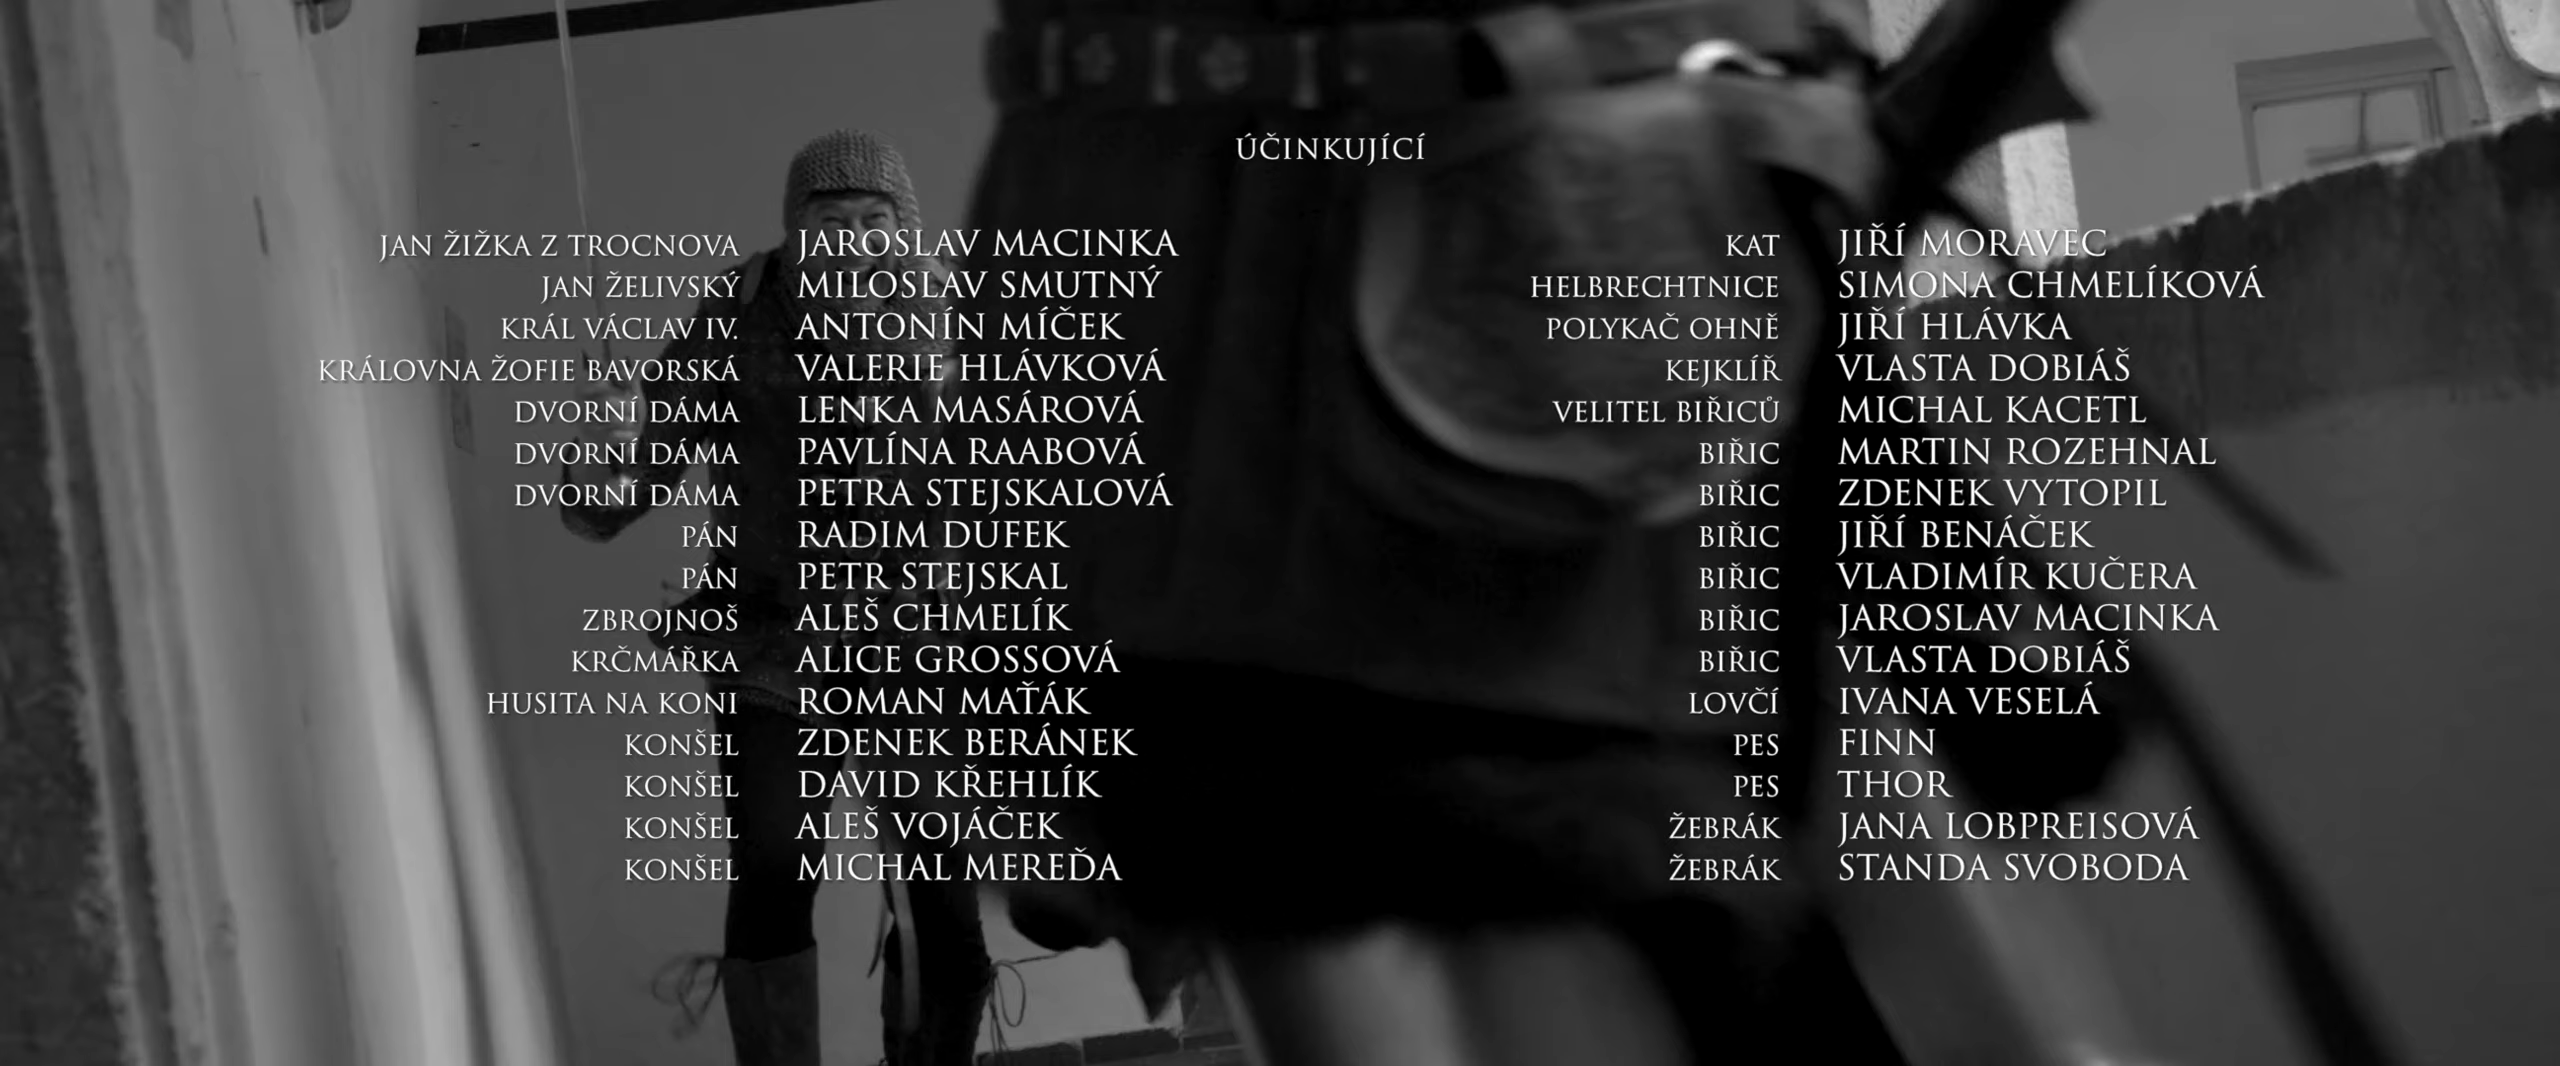 ÚČINKUJÍCÍ
JAN ŽIŽKA Z TROCNOVA JAROSLAV MACINKA
JAN ŽELIVSKÝ MILOSLAV SMUTNÝ
KRÁL VÁCLAV IV. ANTONÍN MÍČEK
KRÁLOVNA ŽOFIE BAVORSKÁ VALERIE HLÁVKOVÁ
DVORNÍ DÁMA LENKA MASÁROVÁ
DVORNÍ DÁMA PAVLÍNA RAABOVÁ
DVORNÍ DÁMA PETRA STEJSKALOVÁ
PÁN RADIM DUFEK
PÁN PETR STEJSKAL
ZBROJNOŠ ALEŠ CHMELÍK
KRČMÁŘKA ALICE GROSSOVÁ
HUSITA NA KONI ROMAN MAŤÁK
KONŠEL ZDENEK BERÁNEK
KONŠEL DAVID KŘEHLÍK
KONŠEL ALEŠ VOJÁČEK
KONŠEL MICHAL MEREĎA
KAT JIŘÍ MORAVEC
HELBRECHTNICE SIMONA CHMELÍKOVÁ
POLYKAČ OHNĚ JIŘÍ HLÁVKA
KEJKLÍŘ VLASTA DOBIÁŠ
VELITEL BIŘICŮ MICHAL KACETL
BIŘIC MARTIN ROZEHNAL
BIŘIC ZDENEK VYTOPIL
BIŘIC JIŘÍ BENÁČEK
BIŘIC VLADIMÍR KUČERA
BIŘIC JAROSLAV MACINKA
BIŘIC VLASTA DOBIÁŠ
LOVČÍ IVANA VESELÁ
PES FINN
PES THOR
ŽEBRÁK JANA LOBPREISOVÁ
ŽEBRÁK STANDA SVOBODA